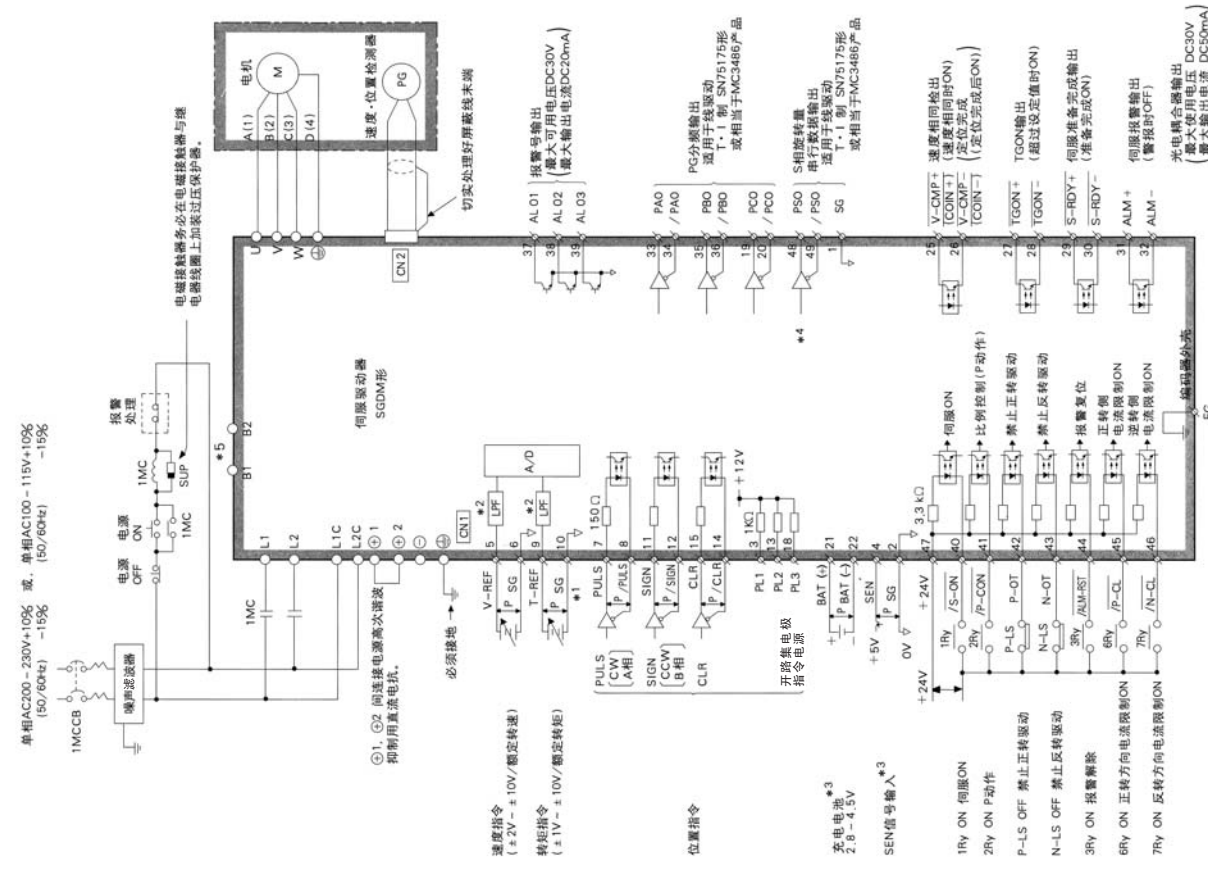 单相AC200－230V+10% 或, 单相AC100－115V+10%
－15% －15%
(50/60Hz) (50/60Hz)
1MCCB
噪声滤波器
电源
OFF
电源
ON
1MC
1MC
SUP
报警
处理
电磁接触器务必在电磁接触器与继
电器线圈上加装过压保护器。
1MC
L1
L2
L1C
L2C
⊕1
⊕2
⊖
*5
B1
B2
伺服驱动器
SGDM形
U
V
W
A(1)
B(2)
C(3)
D(4)
电机
M
速度·位置检测器
PG
CN2
切实处理好屏蔽线末端
⊕1, ⊕2 间连接电源高次谐波
抑制用直流电抗。
必须接地
CN1
速度指令
(±2V－±10V/额定转速)
V-REF
P SG
5
6
*2
LPF
转矩指令
(±1V－±10V/额定转矩)
T-REF
P SG
*1
9
10
*2
LPF
A/D
位置指令
PULS
CW
A相
PULS
P /PULS
7
8
150Ω
SIGN
CCW
B相
SIGN
P /SIGN
11
12
CLR
CLR
P /CLR
15
14
开路集电极
指令电源
PL1
PL2
PL3
3
13
18
1KΩ
+12V
充电电池 *3
2.8－4.5V
+
－
BAT (+)
P BAT (-)
21
22
SEN信号输入 *3
+5V
0V
SEN
P SG
4
2
+24V
+24V
47
3.3 kΩ
1Ry ON 伺服ON
1Ry
/S-ON
40
伺服ON
2Ry ON P动作
2Ry
/P-CON
41
比例控制(P动作)
P-LS OFF 禁止正转驱动
P-LS
P-OT
42
禁止正转驱动
N-LS OFF 禁止反转驱动
N-LS
N-OT
43
禁止反转驱动
3Ry ON 报警解除
3Ry
/ALM-RST
44
报警复位
6Ry ON 正转方向电流限制ON
6Ry
/P-CL
45
正转侧
电流限制ON
7Ry ON 反转方向电流限制ON
7Ry
/N-CL
46
逆转侧
电流限制ON
37
38
39
AL O1
AL O2
AL O3
报警号输出
(最大可用电压DC30V
最大输出电流DC20mA)
33
34
PAO
/PAO
35
36
PBO
/PBO
19
20
PCO
/PCO
PG分频输出
适用于线驱动
T·I 制 SN75175形
或相当于MC3486产品
*4
48
49
1
PSO
/PSO
SG
S相旋转量
串行数据输出
适用于线驱动
T·I 制 SN75175形
或相当于MC3486产品
25
26
V-CMP+
(COIN+)
V-CMP-
(COIN-)
速度相同检出
(速度相同时ON)
定位完成
(定位完成后ON)
27
28
TGON+
TGON-
TGON输出
(超过设定值时ON)
29
30
S-RDY+
S-RDY-
伺服准备完成输出
(准备完成ON)
31
32
ALM+
ALM-
伺服报警输出
(警报时OFF)
光电耦合器输出
最大使用电压 DC30V
最大输出电流 DC50mA
编码器外壳